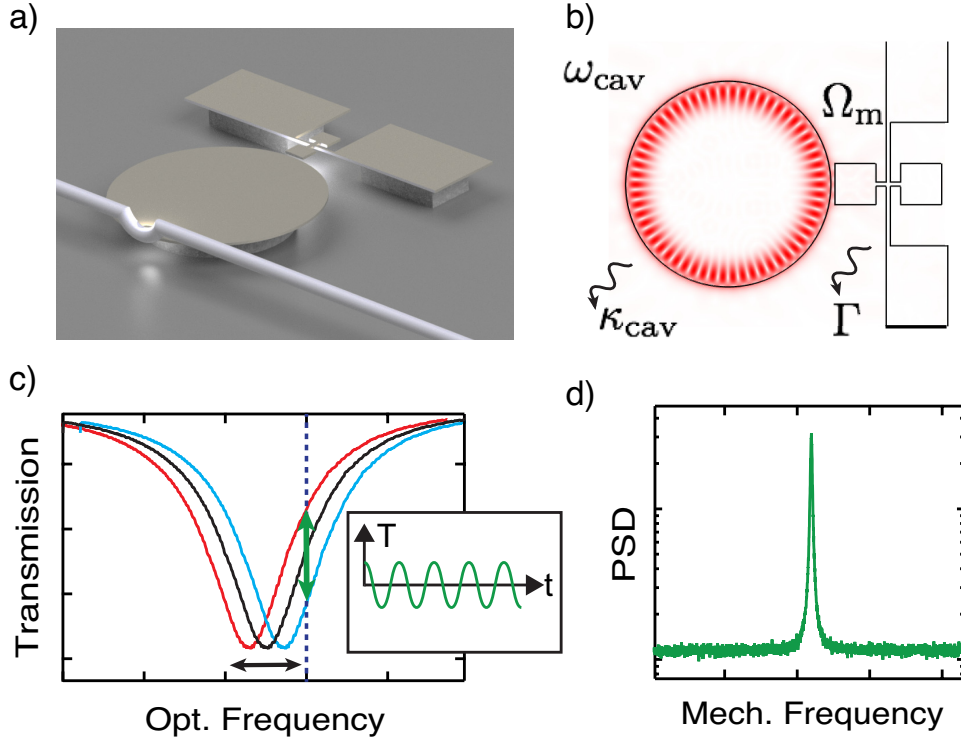 a)
b)
ω_cav
Ω_m
κ_cav
Γ
c)
Transmission
T
t
Opt. Frequency
d)
PSD
Mech. Frequency